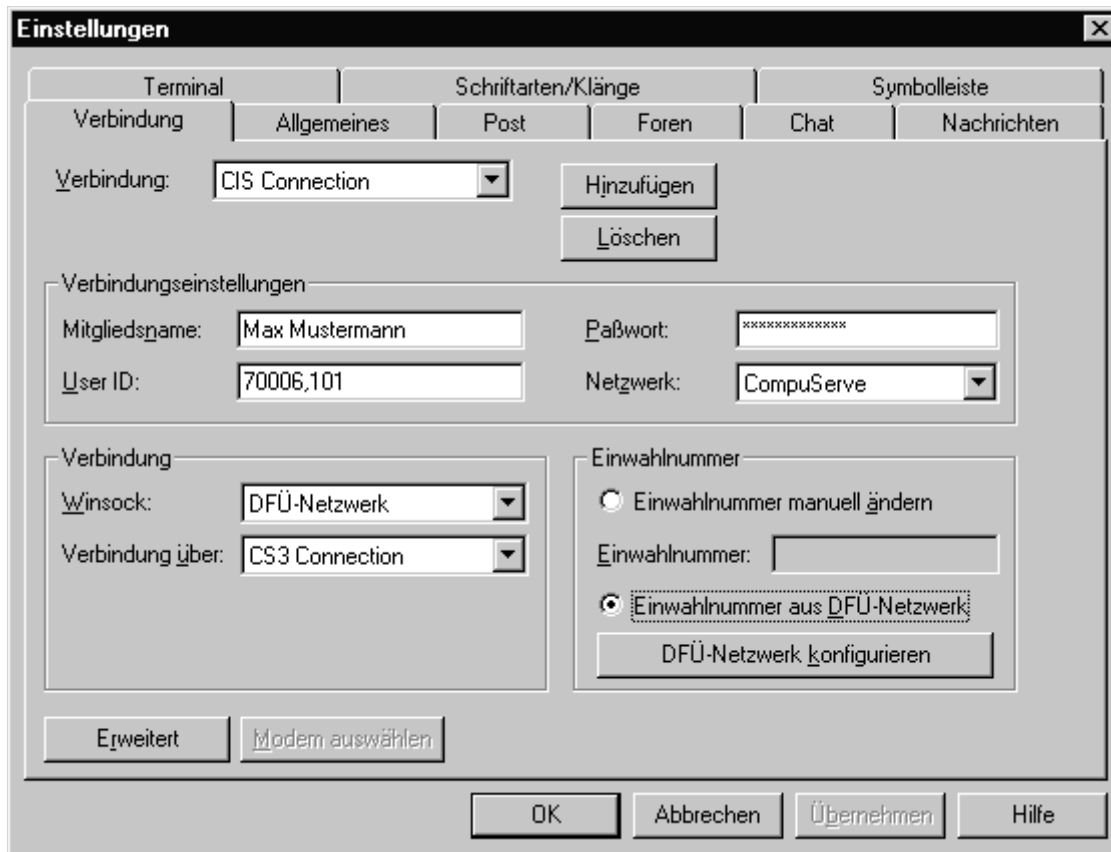 Einstellungen
Terminal Schriftarten/Klänge Symbolleiste
Verbindung Allgemeines Post Foren Chat Nachrichten
Verbindung: CIS Connection Hinzufügen
Löschen
Verbindungseinstellungen
Mitgliedsname: Max Mustermann Paßwort: *************
User ID: 70006,101 Netzwerk: CompuServe
Verbindung Einwahlnummer
Winsock: DFÜ-Netzwerk Einwahlnummer manuell ändern
Verbindung über: CS3 Connection Einwahlnummer:
Einwahlnummer aus DFÜ-Netzwerk
DFÜ-Netzwerk konfigurieren
Erweitert Modem auswählen
OK Abbrechen Übernehmen Hilfe